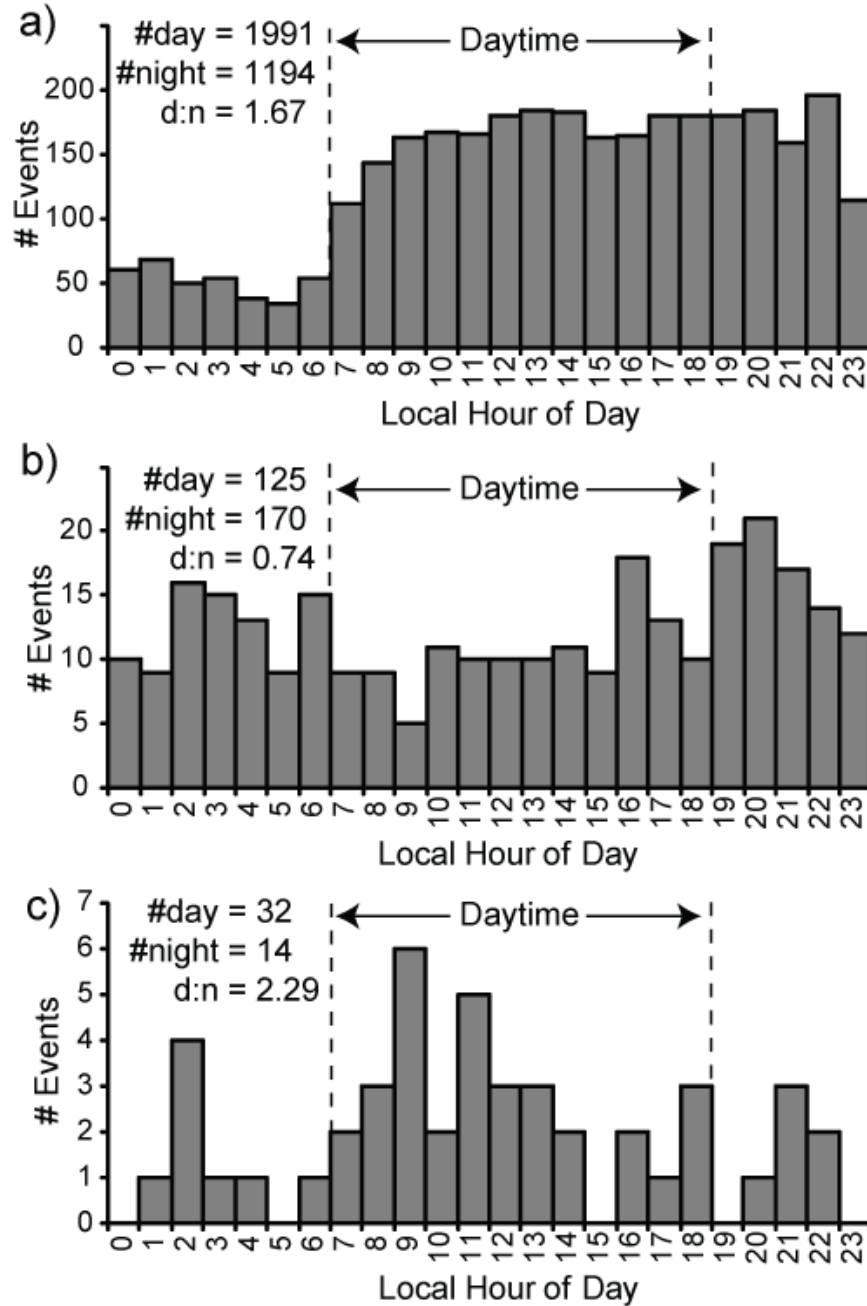 a)
#day = 1991
#night = 1194
d:n = 1.67
Daytime
200
150
100
50
0
# Events
0 1 2 3 4 5 6 7 8 9 10 11 12 13 14 15 16 17 18 19 20 21 22 23
Local Hour of Day
b)
#day = 125
#night = 170
d:n = 0.74
Daytime
20
15
10
5
0
# Events
0 1 2 3 4 5 6 7 8 9 10 11 12 13 14 15 16 17 18 19 20 21 22 23
Local Hour of Day
c)
#day = 32
#night = 14
d:n = 2.29
Daytime
7
6
5
4
3
2
1
0
# Events
0 1 2 3 4 5 6 7 8 9 10 11 12 13 14 15 16 17 18 19 20 21 22 23
Local Hour of Day